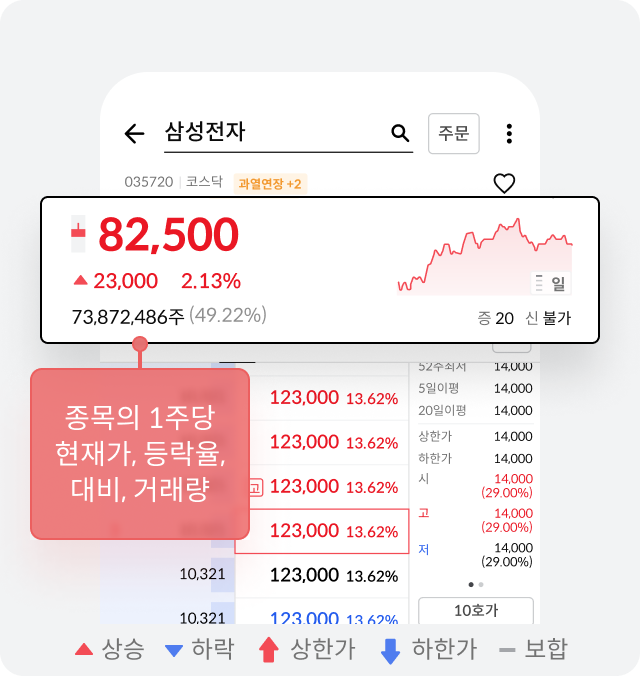 삼성전자 주문
035720 코스닥 과열연장 +2
82,500
23,000 2.13%
일
73,872,486주 (49.22%)
증 20 신 불가
종목의 1주당
현재가, 등락율,
대비, 거래량
123,000 13.62%
123,000 13.62%
고 123,000 13.62%
123,000 13.62%
10,321 123,000 13.62%
10,321 123,000 13.62%
52주최저 14,000
5일이평 14,000
20일이평 14,000
상한가 14,000
하한가 14,000
시 14,000
(29.00%)
고 14,000
(29.00%)
저 14,000
(29.00%)
10호가
상승 하락 상한가 하한가 보합